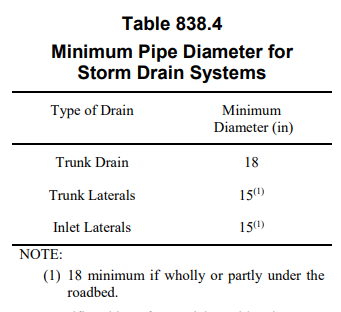 Table 838.4
Minimum Pipe Diameter for
Storm Drain Systems
Type of Drain Minimum
Diameter (in)
Trunk Drain 18
Trunk Laterals 15(1)
Inlet Laterals 15(1)
NOTE:
(1) 18 minimum if wholly or partly under the
roadbed.